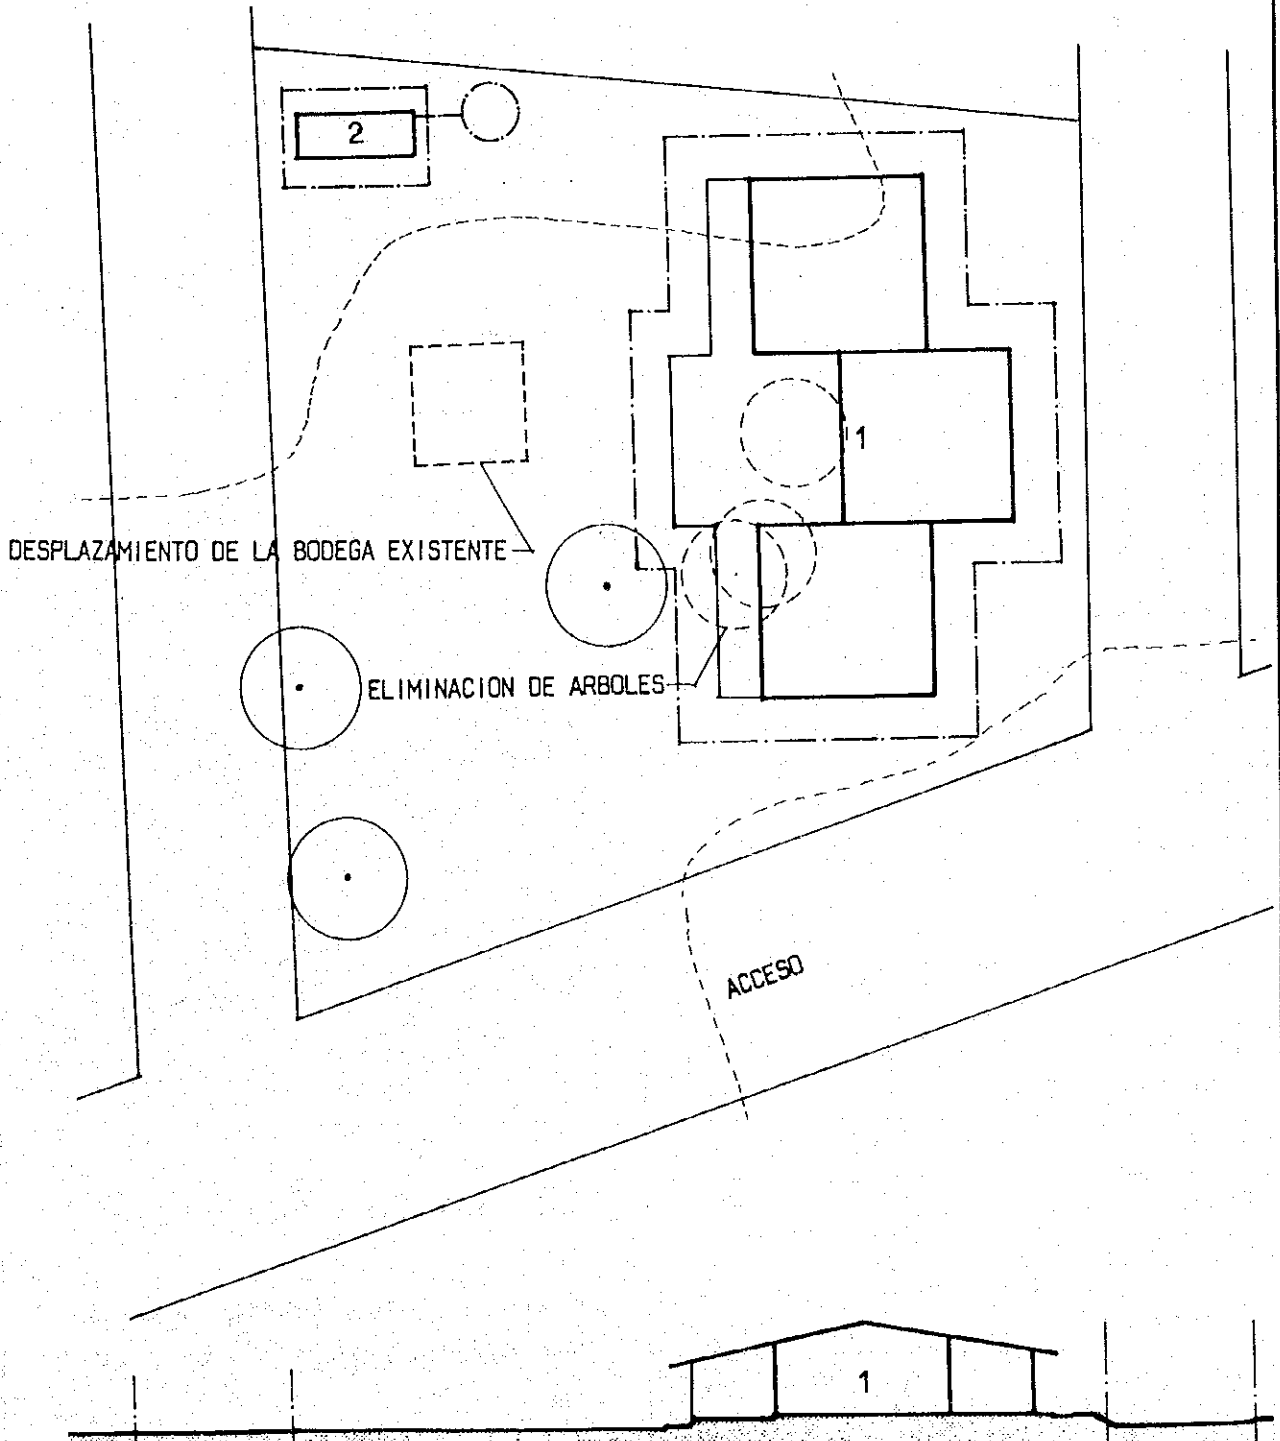 2
1
DESPLAZAMIENTO DE LA BODEGA EXISTENTE
ELIMINACION DE ARBOLES
ACCESO
1